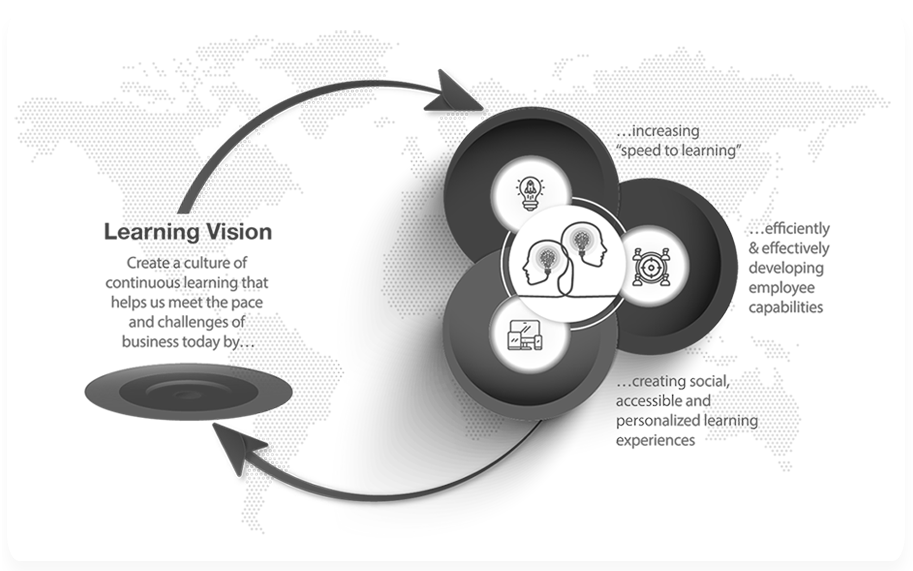 Learning Vision
Create a culture of
continuous learning that
helps us meet the pace
and challenges of
business today by…
…increasing
“speed to learning”
…efficiently
& effectively
developing
employee
capabilities
…creating social,
accessible and
personalized learning
experiences